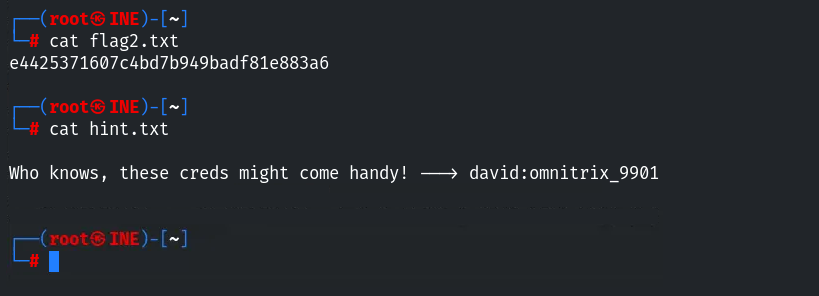 ┌──(root㉿INE)-[~]
└─# cat flag2.txt
e4425371607c4bd7b949badf81e883a6
┌──(root㉿INE)-[~]
└─# cat hint.txt
Who knows, these creds might come handy! ---> david:omnitrix_9901
┌──(root㉿INE)-[~]
└─#